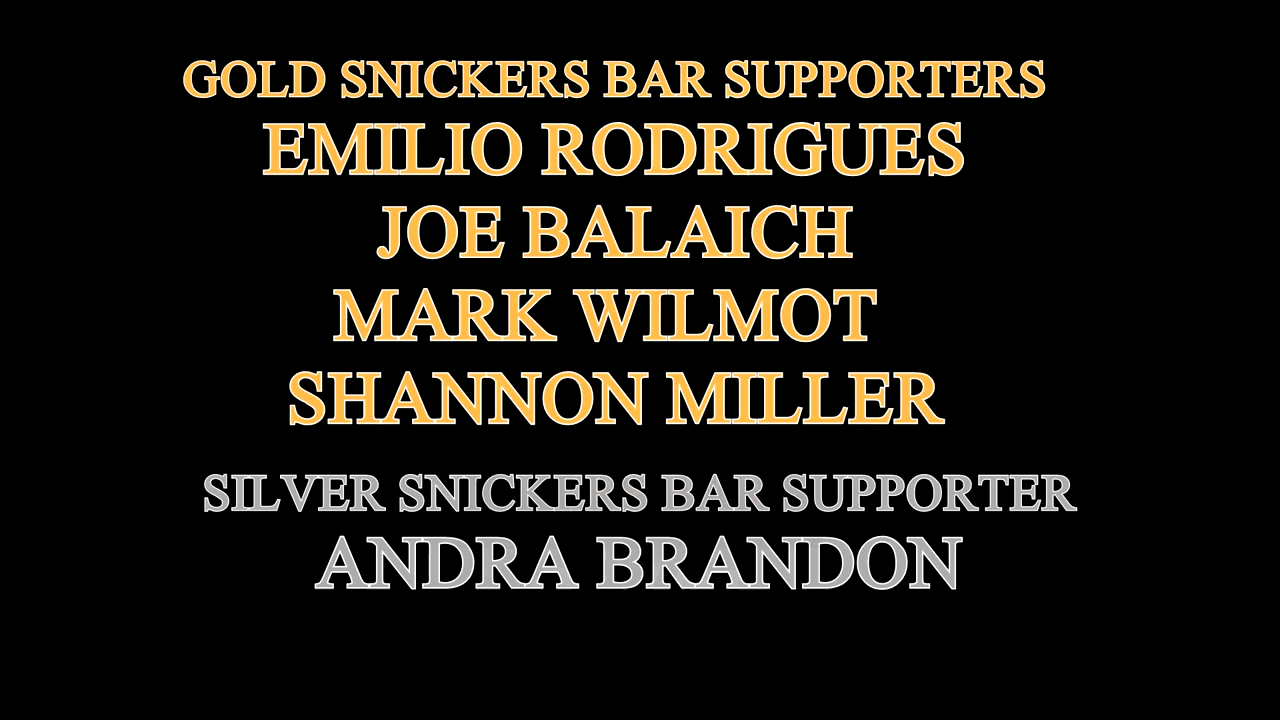 GOLD SNICKERS BAR SUPPORTERS
EMILIO RODRIGUES
JOE BALAICH
MARK WILMOT
SHANNON MILLER
SILVER SNICKERS BAR SUPPORTER
ANDRA BRANDON